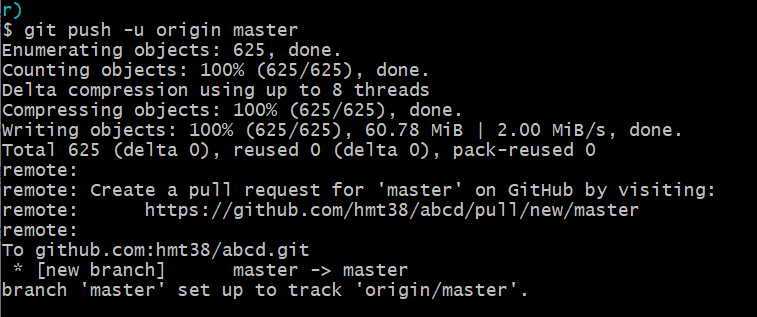 r)
$ git push -u origin master
Enumerating objects: 625, done.
Counting objects: 100% (625/625), done.
Delta compression using up to 8 threads
Compressing objects: 100% (625/625), done.
Writing objects: 100% (625/625), 60.78 MiB | 2.00 MiB/s, done.
Total 625 (delta 0), reused 0 (delta 0), pack-reused 0
remote:
remote: Create a pull request for 'master' on GitHub by visiting:
remote:      https://github.com/hmt38/abcd/pull/new/master
remote:
To github.com:hmt38/abcd.git
 * [new branch]      master -> master
branch 'master' set up to track 'origin/master'.